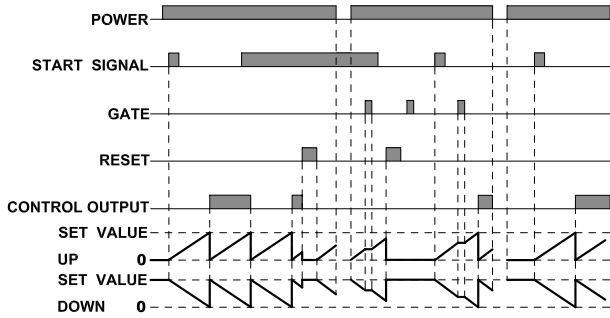 POWER
START SIGNAL
GATE
RESET
CONTROL OUTPUT
SET VALUE
UP 0
SET VALUE
DOWN 0